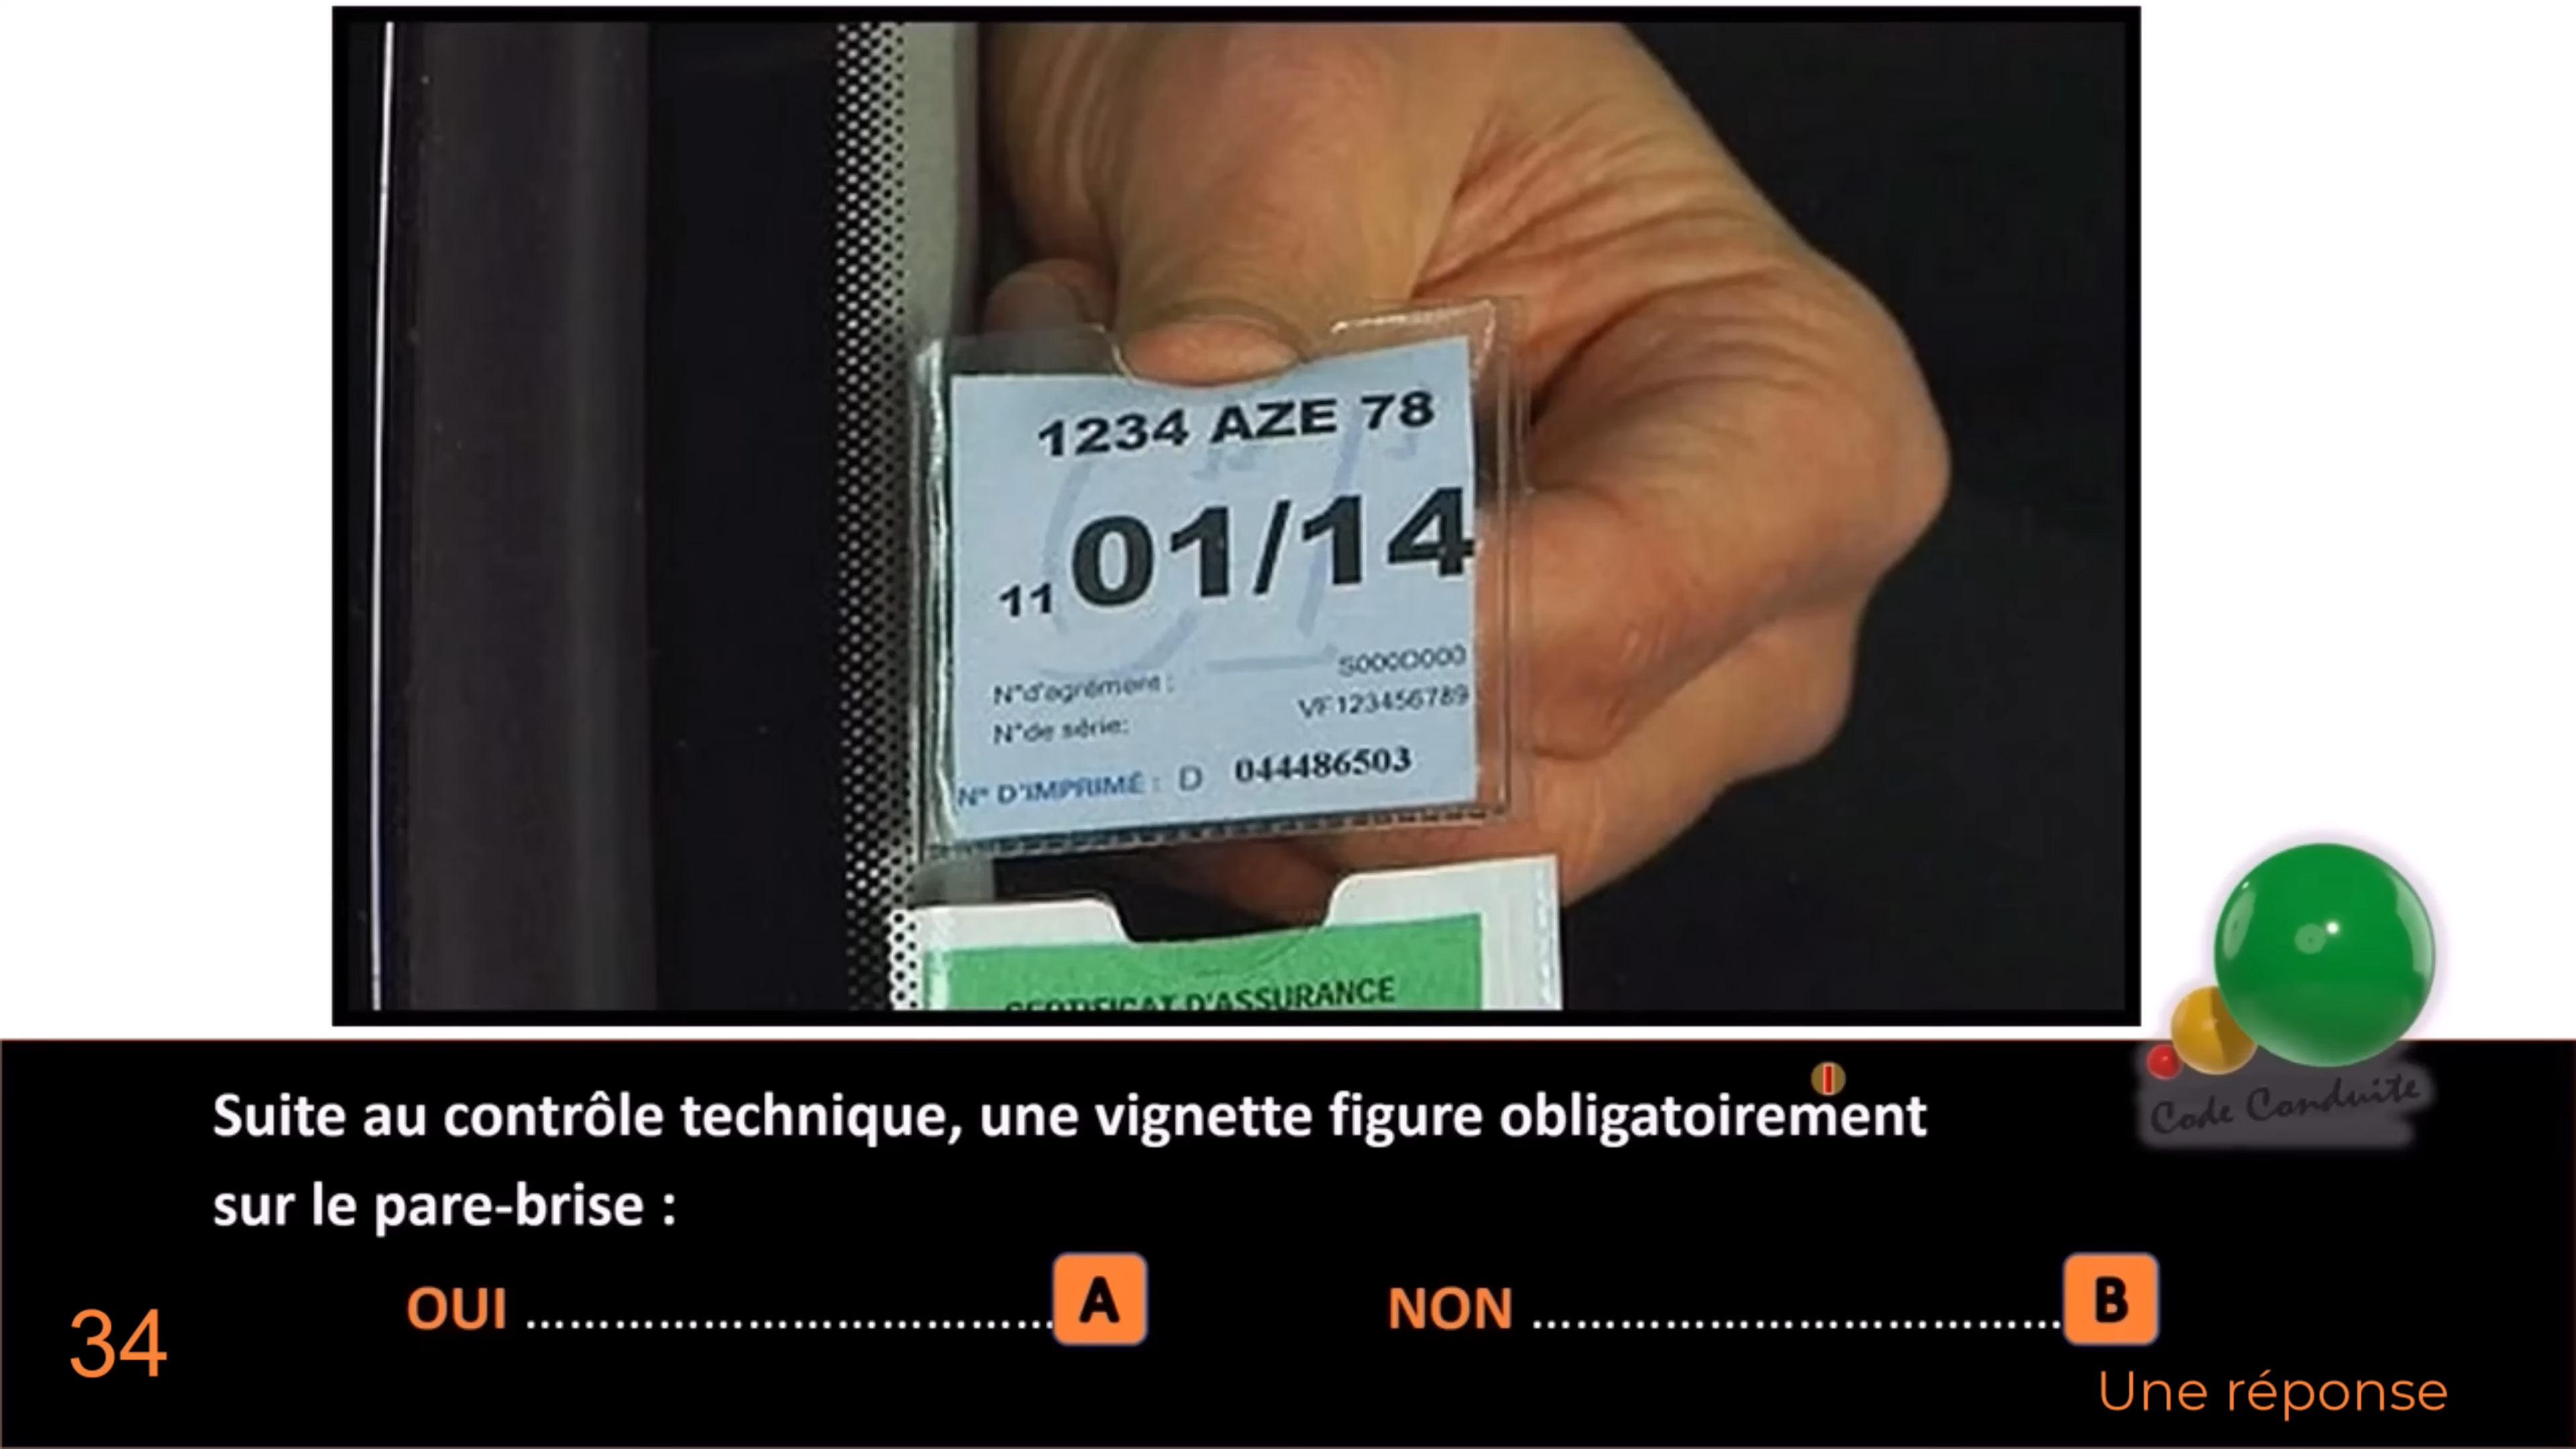 1234 AZE 78
11 01/14
N°d'agrément : S000D000
N°de série: VF123456789
N° D'IMPRIMÉ : D 044486503
CERTIFICAT D'ASSURANCE
Suite au contrôle technique, une vignette figure obligatoirement
sur le pare-brise :
OUI .................................... A NON .................................... B
34
Une réponse
Code Conduite